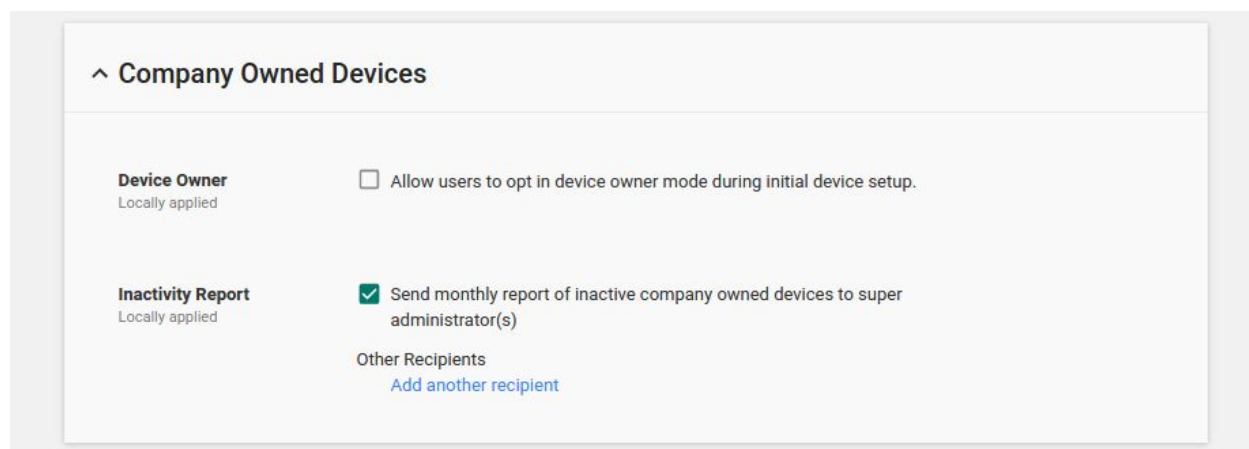 Company Owned Devices
Device Owner
Locally applied
Allow users to opt in device owner mode during initial device setup.
Inactivity Report
Locally applied
Send monthly report of inactive company owned devices to super
administrator(s)
Other Recipients
Add another recipient